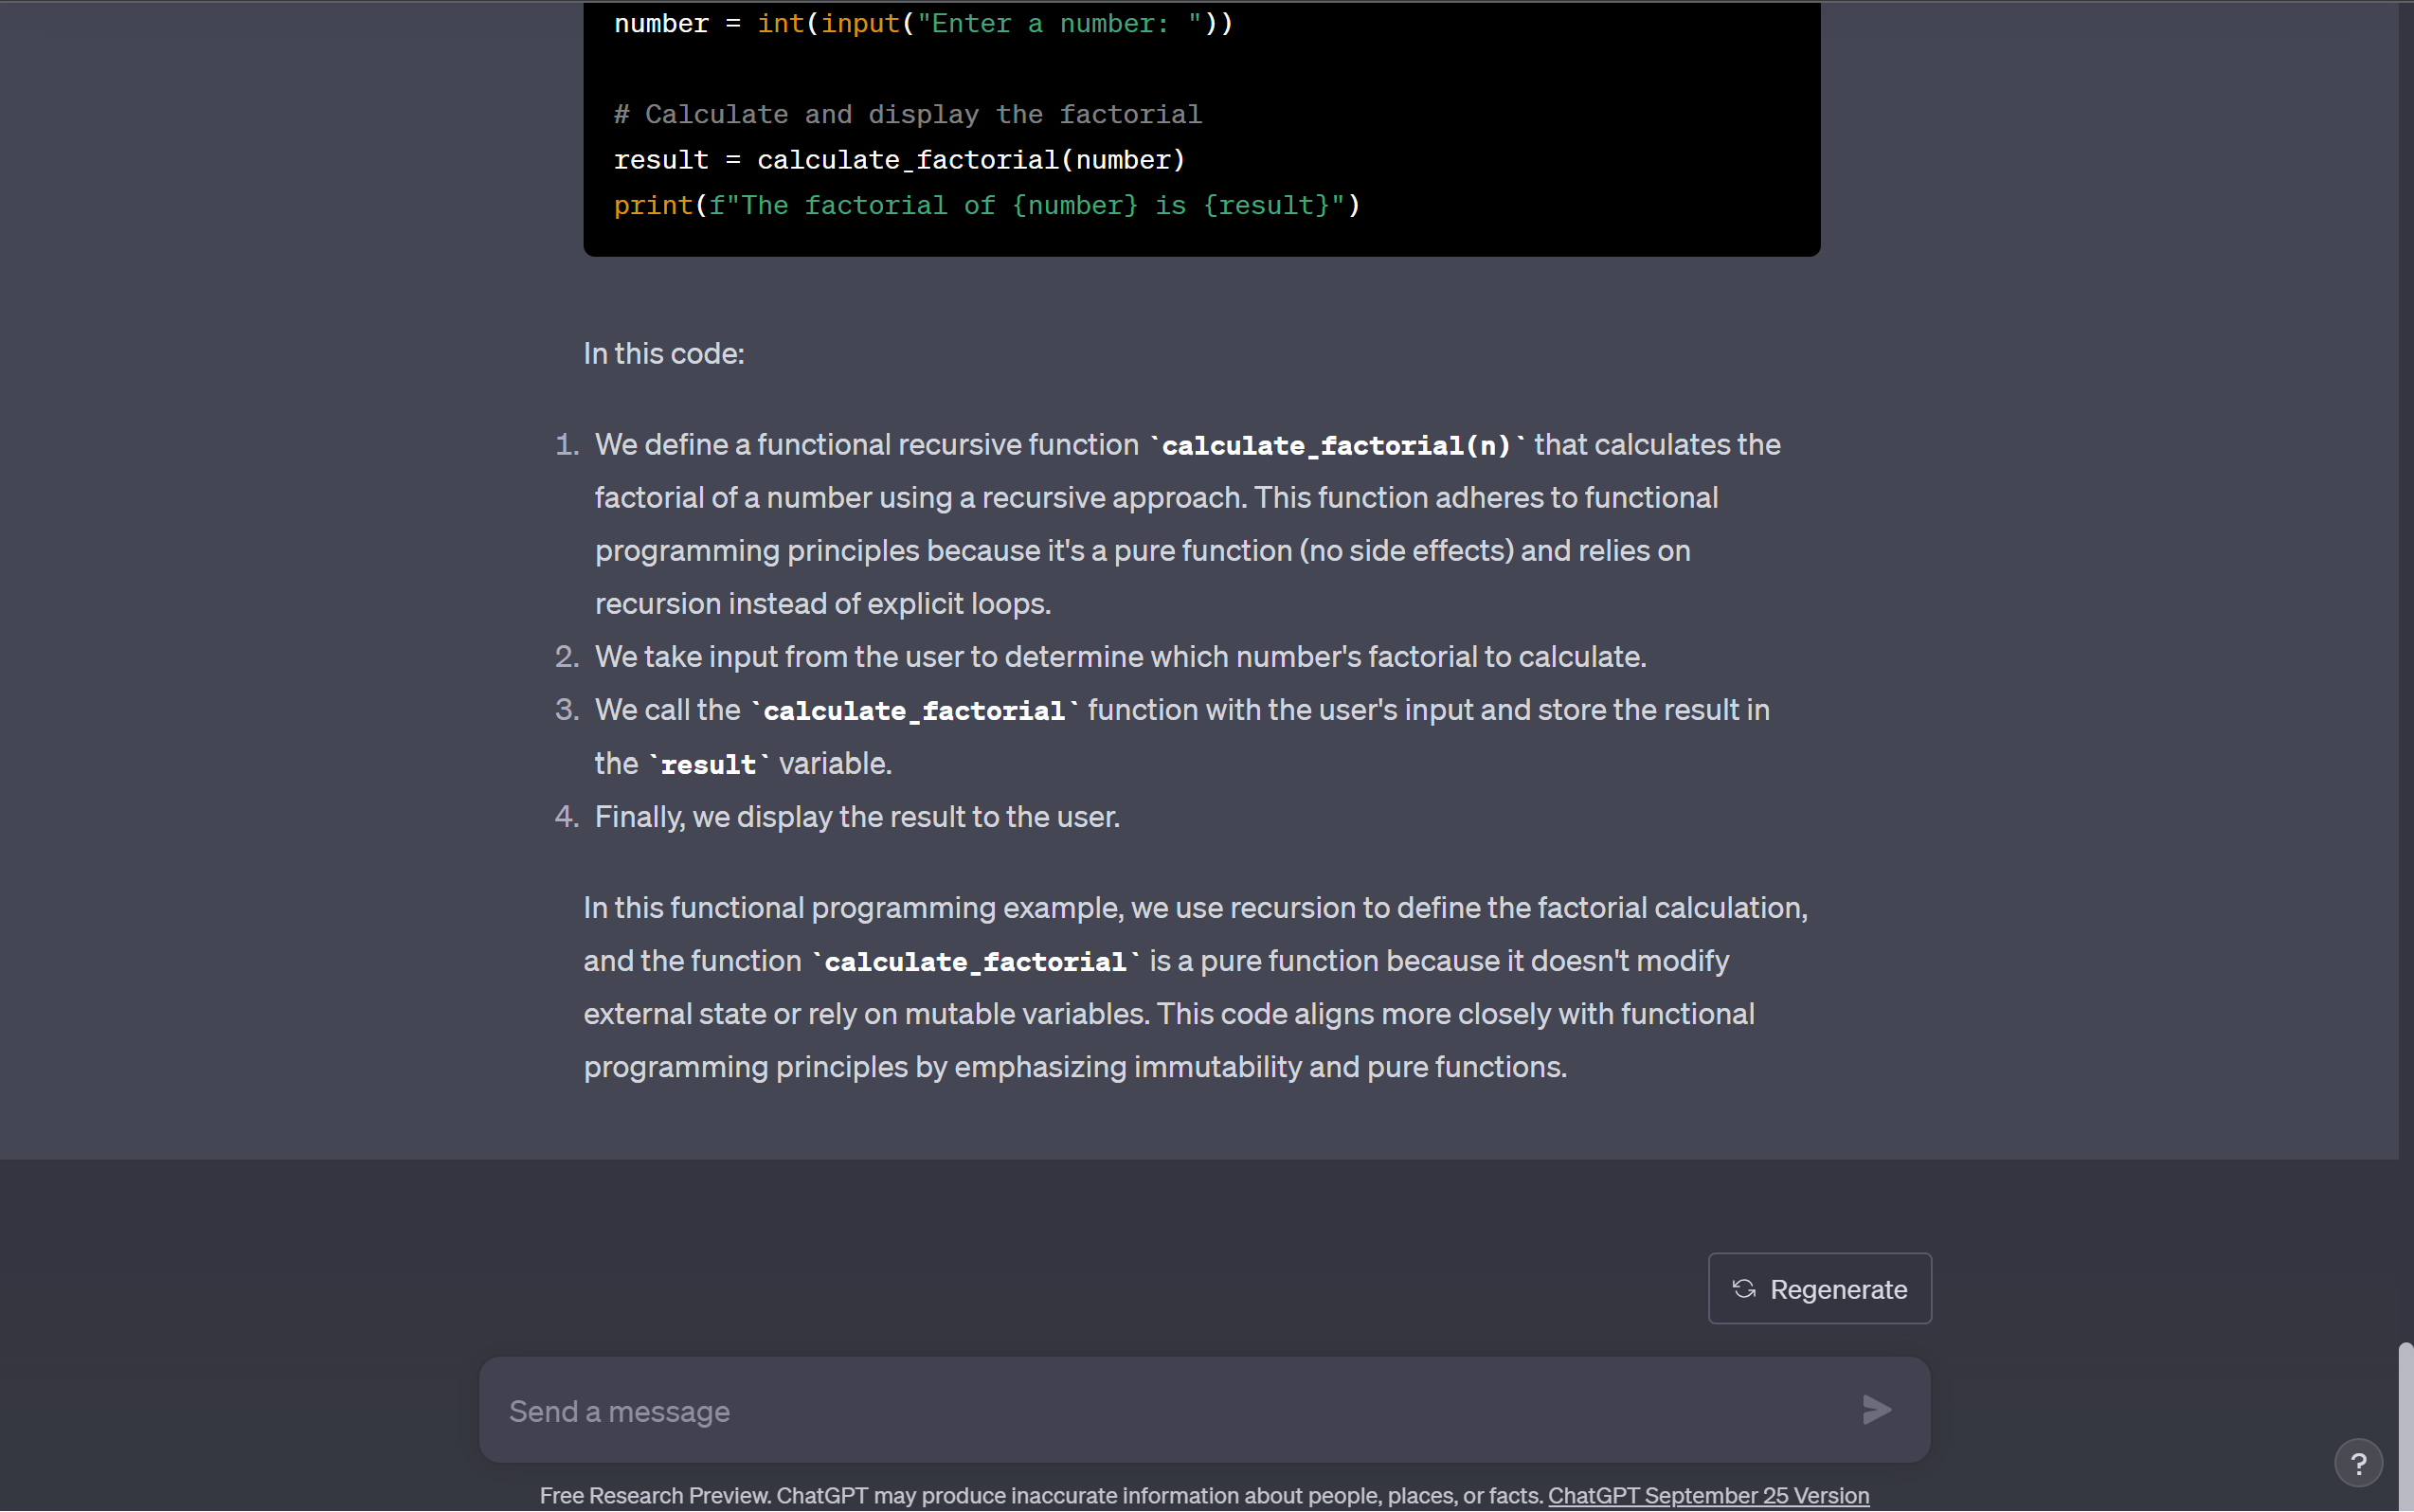 number = int(input("Enter a number: "))
# Calculate and display the factorial
result = calculate_factorial(number)
print(f"The factorial of {number} is {result}")
In this code:
1. We define a functional recursive function `calculate_factorial(n)` that calculates the
factorial of a number using a recursive approach. This function adheres to functional
programming principles because it's a pure function (no side effects) and relies on
recursion instead of explicit loops.
2. We take input from the user to determine which number's factorial to calculate.
3. We call the `calculate_factorial` function with the user's input and store the result in
the `result` variable.
4. Finally, we display the result to the user.
In this functional programming example, we use recursion to define the factorial calculation,
and the function `calculate_factorial` is a pure function because it doesn't modify
external state or rely on mutable variables. This code aligns more closely with functional
programming principles by emphasizing immutability and pure functions.
Regenerate
Send a message
?
Free Research Preview. ChatGPT may produce inaccurate information about people, places, or facts. ChatGPT September 25 Version